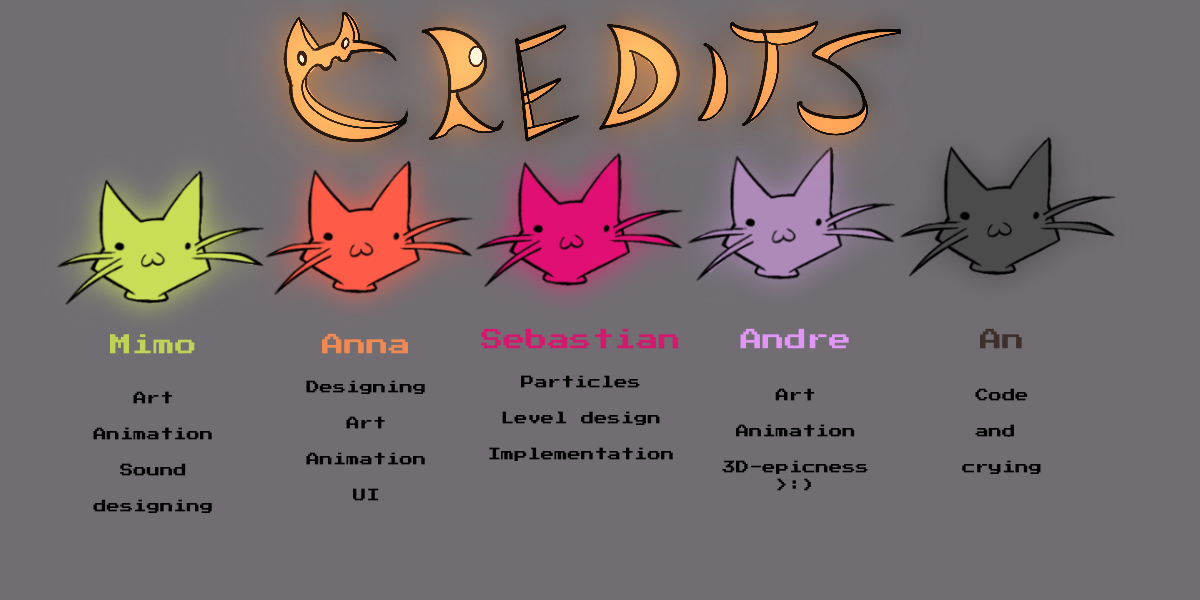 CREDITS
Mimo
Art
Animation
Sound
designing
Anna
Designing
Art
Animation
UI
Sebastian
Particles
Level design
Implementation
Andre
Art
Animation
3D-epicness
>:)
An
Code
and
crying